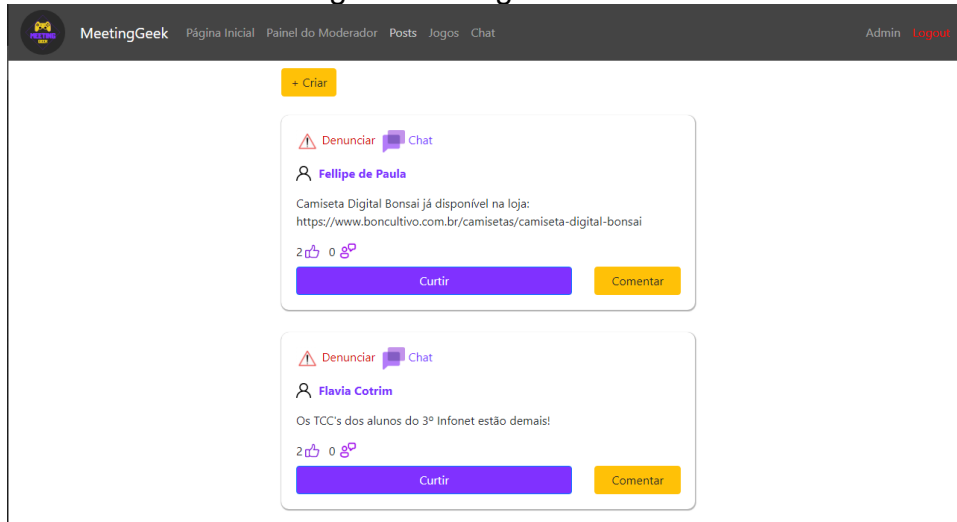 MEETING
GEEK
MeetingGeek Página Inicial Painel do Moderador Posts Jogos Chat Admin Logout
+ Criar
Denunciar Chat
Fellipe de Paula
Camiseta Digital Bonsai já disponível na loja:
https://www.boncultivo.com.br/camisetas/camiseta-digital-bonsai
2 0
Curtir Comentar
Denunciar Chat
Flavia Cotrim
Os TCC's dos alunos do 3º Infonet estão demais!
2 0
Curtir Comentar